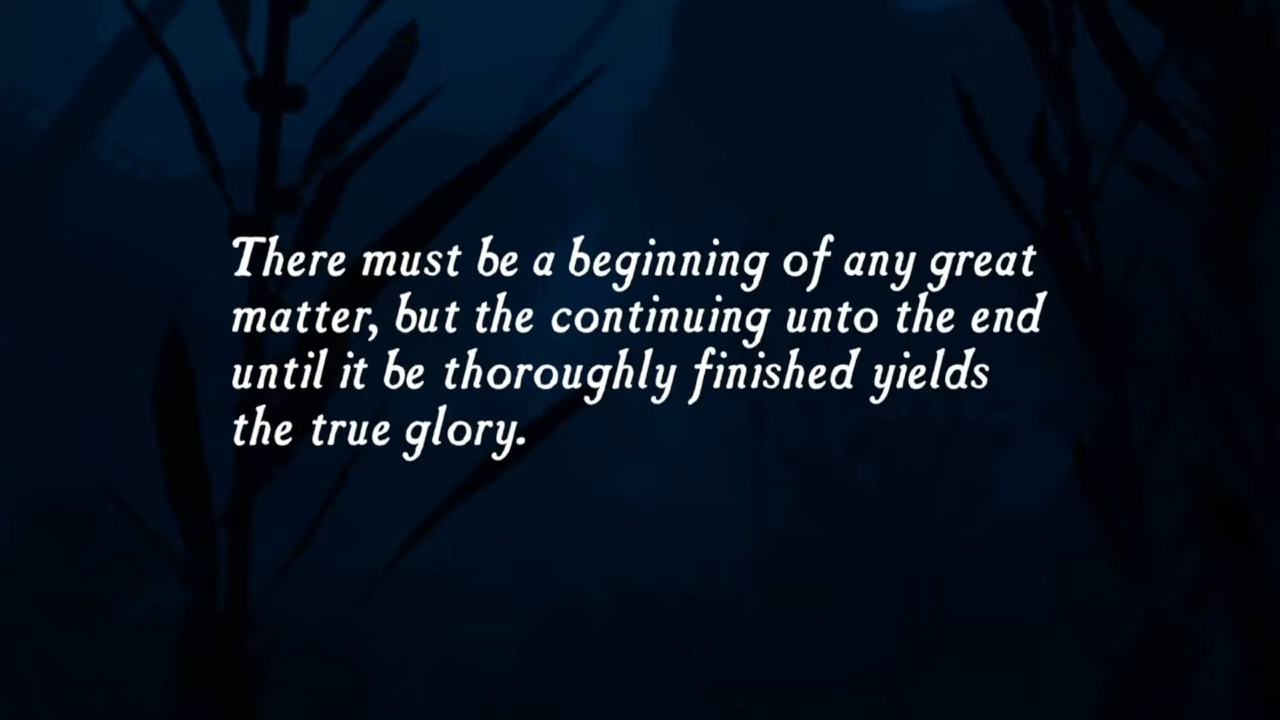 There must be a beginning of any great
matter, but the continuing unto the end
until it be thoroughly finished yields
the true glory.